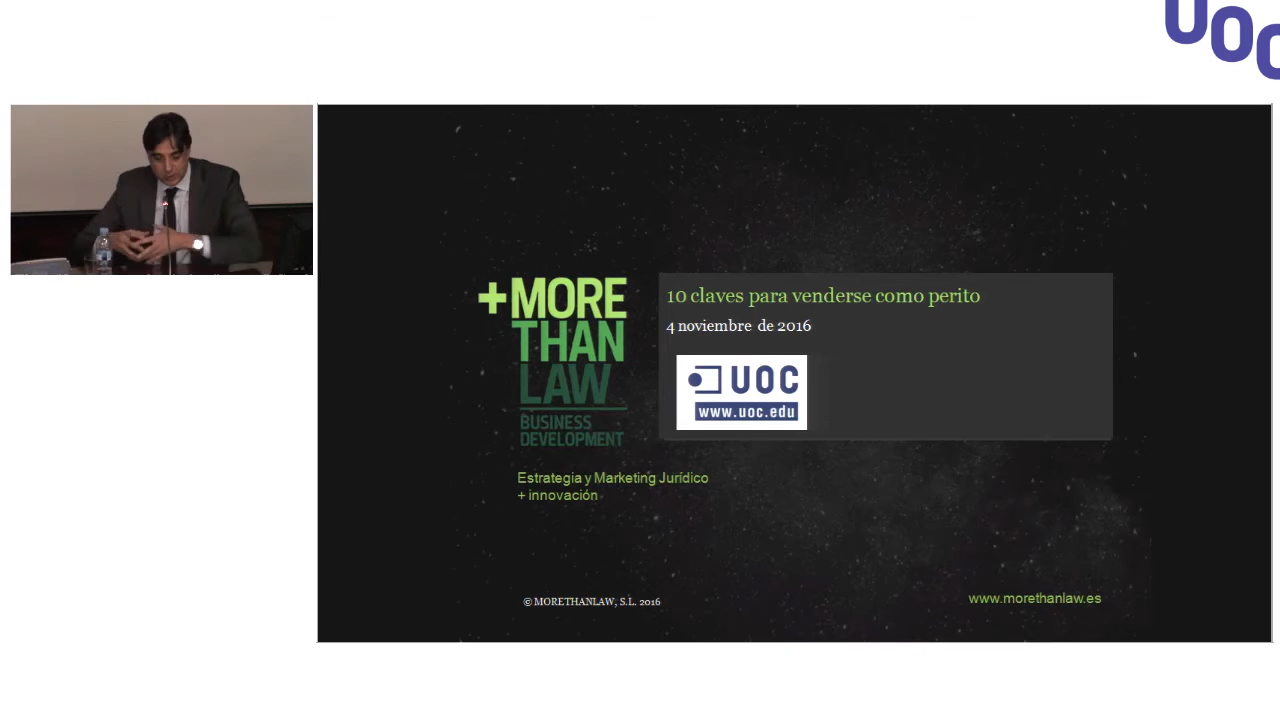 UOC
+MORE
THAN
LAW
BUSINESS
DEVELOPMENT
10 claves para venderse como perito
4 noviembre de 2016
UOC
www.uoc.edu
Estrategia y Marketing Jurídico
+ innovación
© MORETHANLAW, S.L. 2016
www.morethanlaw.es